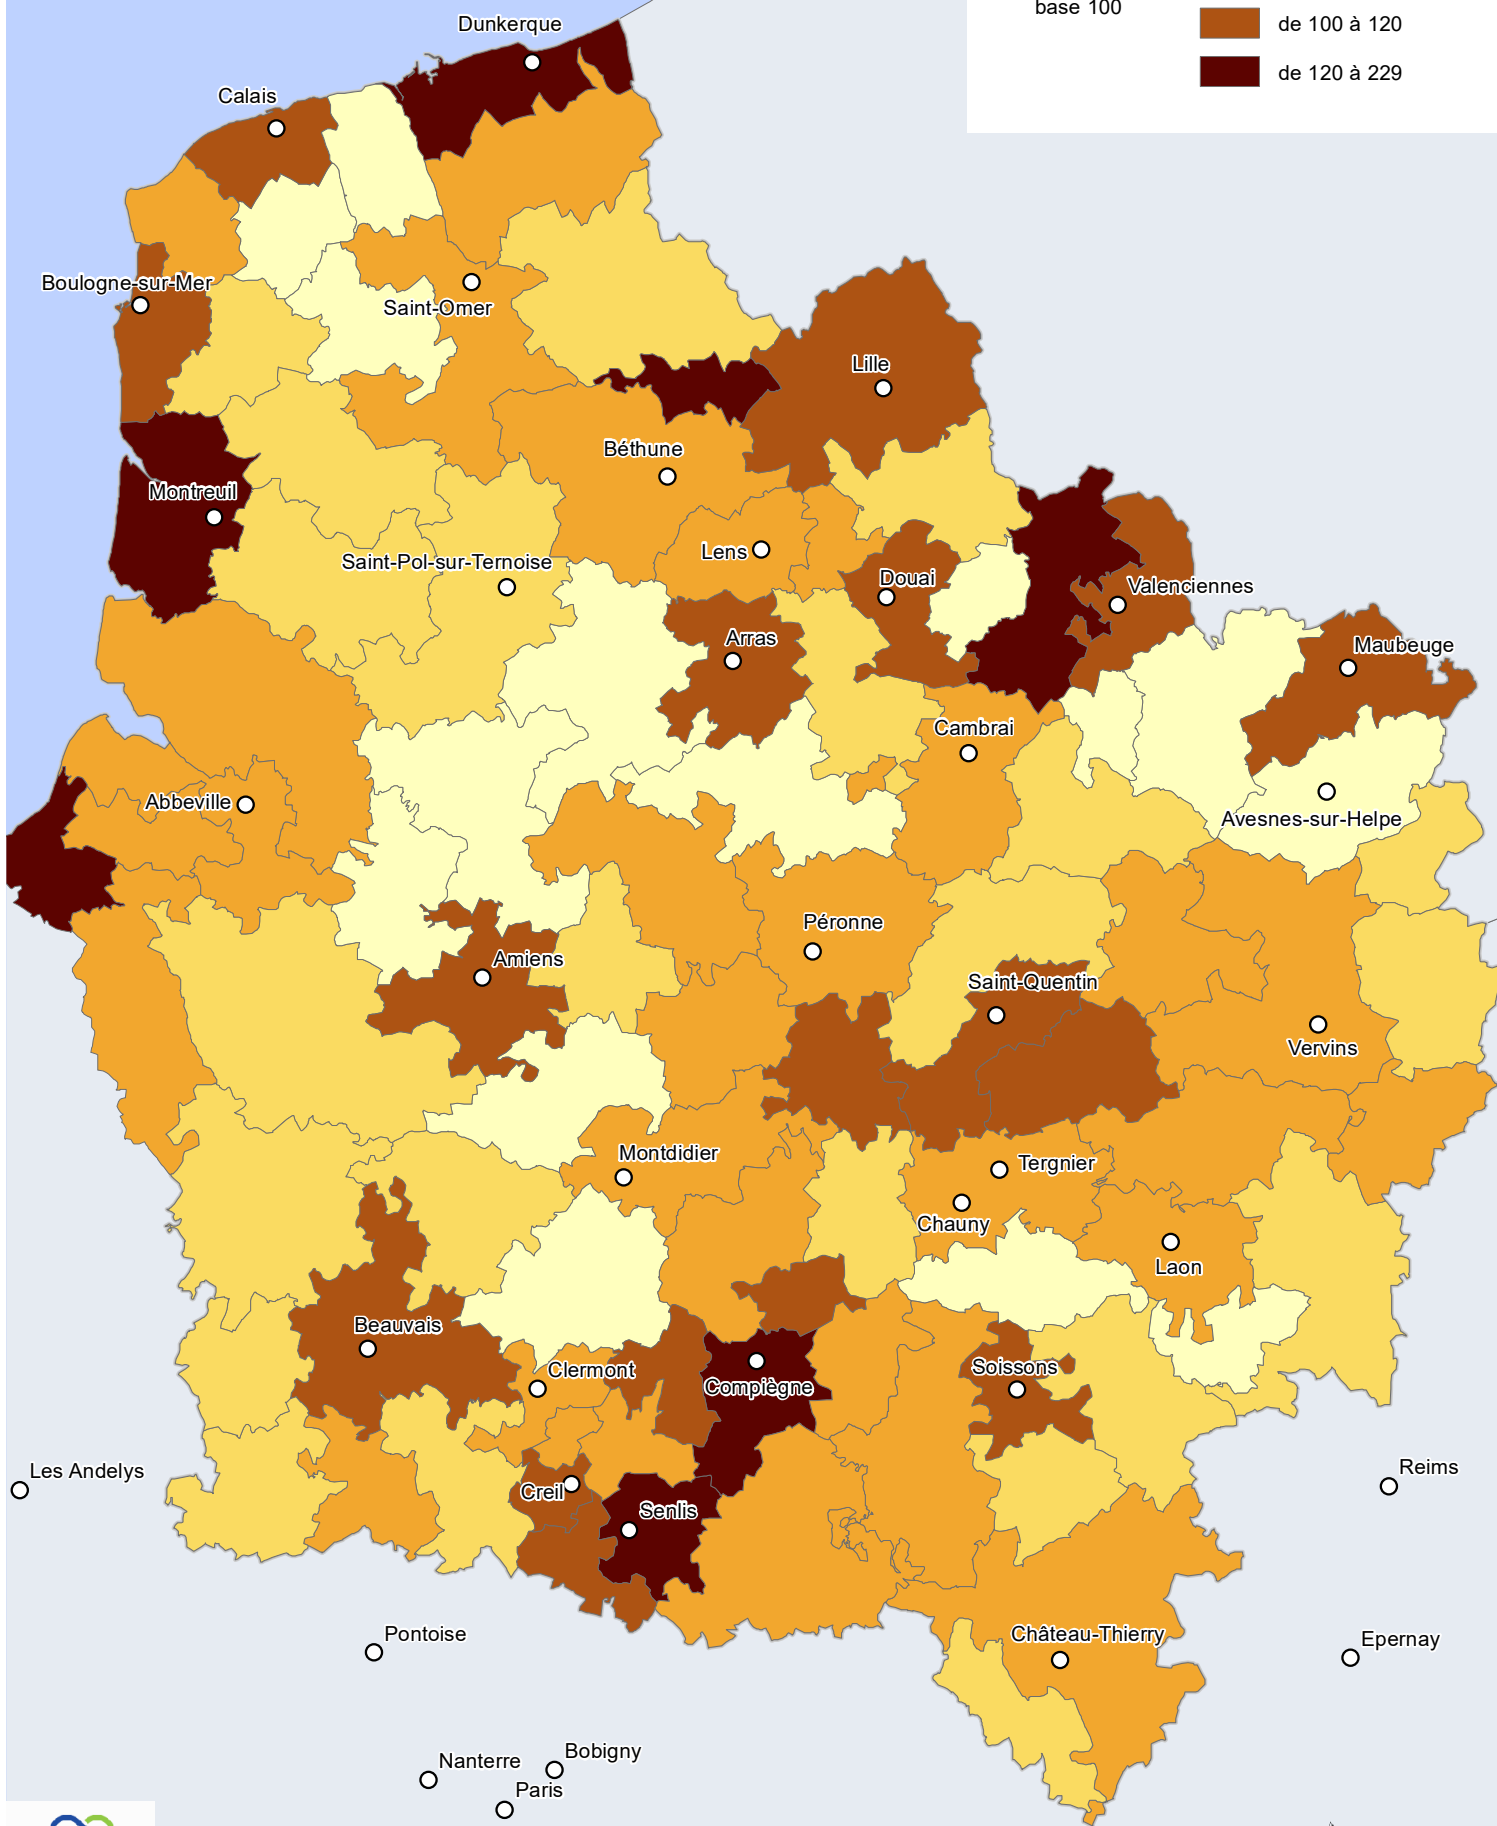 base 100
de 100 à 120
de 120 à 229
Dunkerque
Calais
Boulogne-sur-Mer
Saint-Omer
Lille
Béthune
Montreuil
Lens
Saint-Pol-sur-Ternoise
Douai
Valenciennes
Arras
Maubeuge
Cambrai
Abbeville
Avesnes-sur-Helpe
Péronne
Amiens
Saint-Quentin
Vervins
Montdidier
Tergnier
Chauny
Laon
Beauvais
Clermont
Compiègne
Soissons
Les Andelys
Creil
Senlis
Reims
Pontoise
Château-Thierry
Epernay
Nanterre
Bobigny
Paris